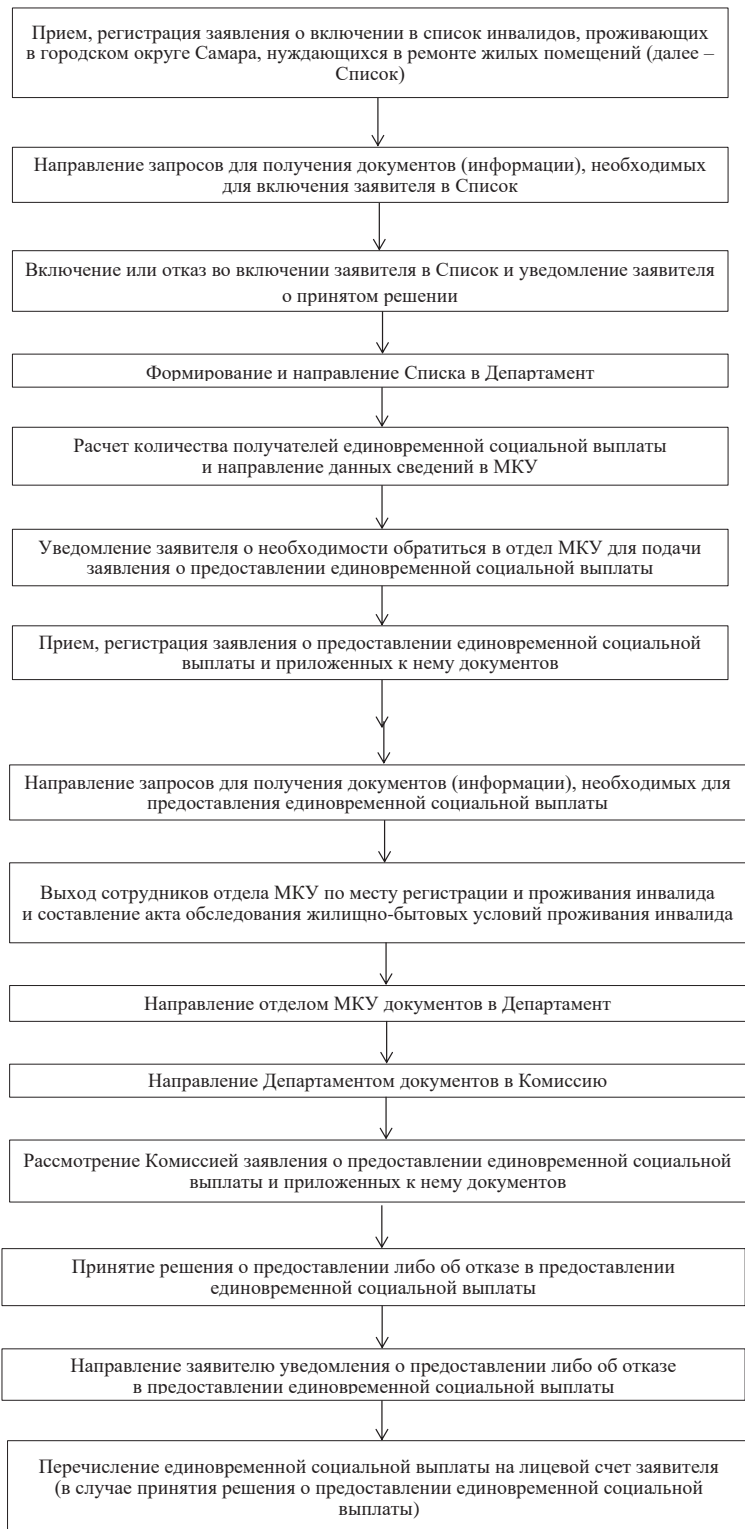 Прием, регистрация заявления о включении в список инвалидов, проживающих
в городском округе Самара, нуждающихся в ремонте жилых помещений (далее –
Список)
Направление запросов для получения документов (информации), необходимых
для включения заявителя в Список
Включение или отказ во включении заявителя в Список и уведомление заявителя
о принятом решении
Формирование и направление Списка в Департамент
Расчет количества получателей единовременной социальной выплаты
и направление данных сведений в МКУ
Уведомление заявителя о необходимости обратиться в отдел МКУ для подачи
заявления о предоставлении единовременной социальной выплаты
Прием, регистрация заявления о предоставлении единовременной социальной
выплаты и приложенных к нему документов
Направление запросов для получения документов (информации), необходимых для
предоставления единовременной социальной выплаты
Выход сотрудников отдела МКУ по месту регистрации и проживания инвалида
и составление акта обследования жилищно-бытовых условий проживания инвалида
Направление отделом МКУ документов в Департамент
Направление Департаментом документов в Комиссию
Рассмотрение Комиссией заявления о предоставлении единовременной социальной
выплаты и приложенных к нему документов
Принятие решения о предоставлении либо об отказе в предоставлении
единовременной социальной выплаты
Направление заявителю уведомления о предоставлении либо об отказе
в предоставлении единовременной социальной выплаты
Перечисление единовременной социальной выплаты на лицевой счет заявителя
(в случае принятия решения о предоставлении единовременной социальной
выплаты)